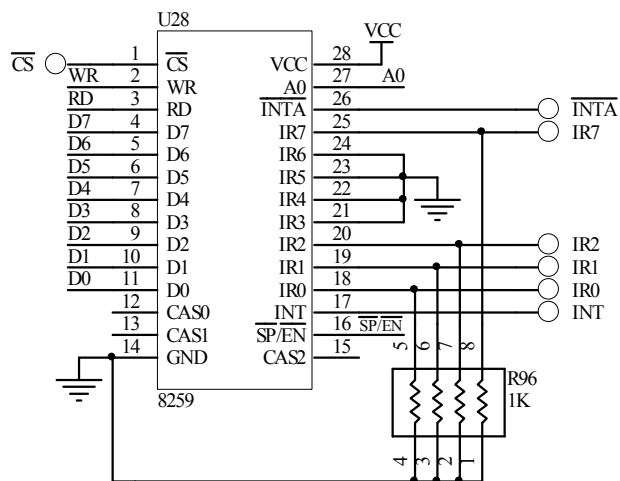 U28
VCC
CS 1 CS VCC 28
WR 2 WR A0 27 A0
RD 3 RD INTA 26 INTA
D7 4 D7 IR7 25 IR7
D6 5 D6 IR6 24
D5 6 D5 IR5 23
D4 7 D4 IR4 22
D3 8 D3 IR3 21
D2 9 D2 IR2 20 IR2
D1 10 D1 IR1 19 IR1
D0 11 D0 IR0 18 IR0
12 CAS0 INT 17 INT
13 CAS1 SP/EN 16 SP/EN
14 GND CAS2 15
5 6 7 8
8259
R96
1K
4 3 2 1